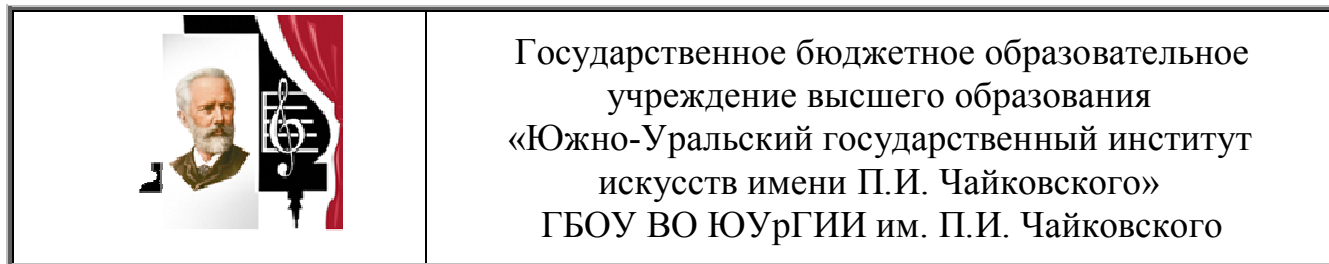 Государственное бюджетное образовательное
учреждение высшего образования
«Южно-Уральский государственный институт
искусств имени П.И. Чайковского»
ГБОУ ВО ЮУрГИИ им. П.И. Чайковского